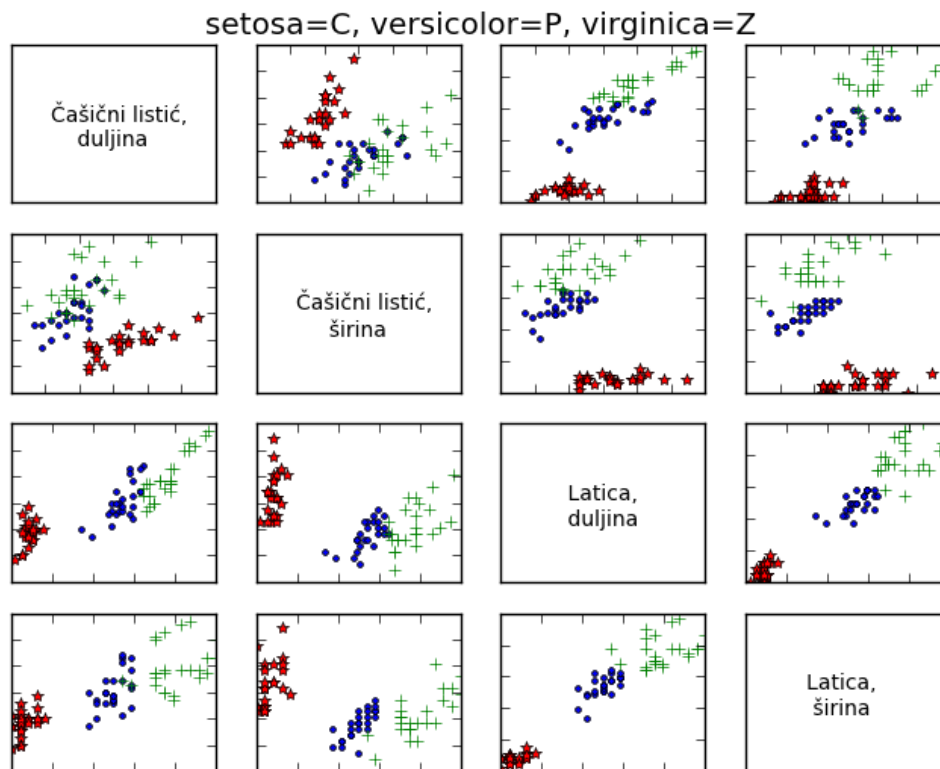 setosa=C, versicolor=P, virginica=Z
Čašični listić,
duljina
Čašični listić,
širina
Latica,
duljina
Latica,
širina